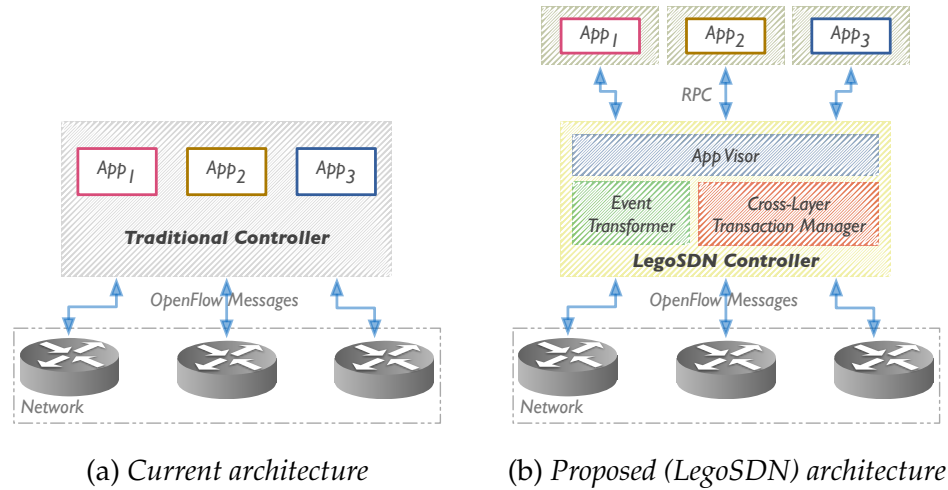 App1
App2
App3
Traditional Controller
OpenFlow Messages
Network
(a) Current architecture
App1
App2
App3
RPC
App Visor
Event
Transformer
Cross-Layer
Transaction Manager
LegoSDN Controller
OpenFlow Messages
Network
(b) Proposed (LegoSDN) architecture